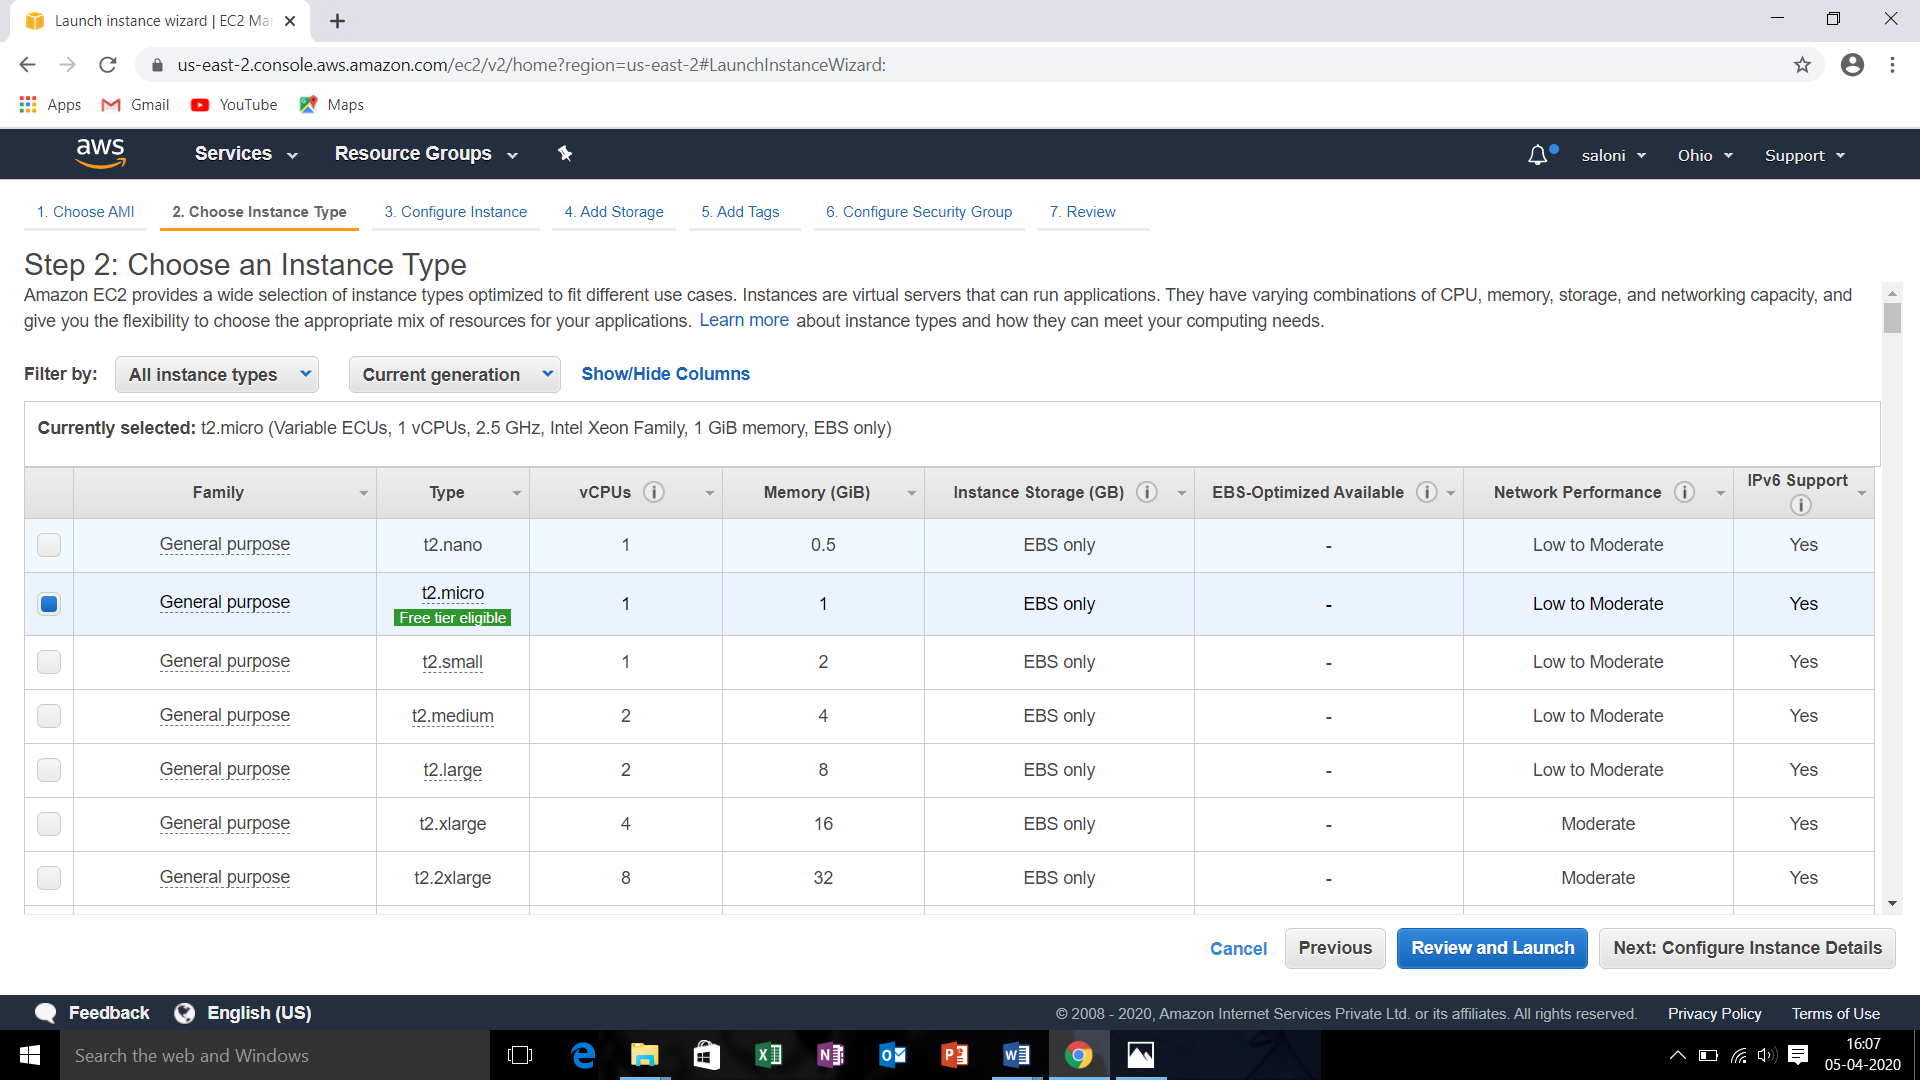 Launch instance wizard | EC2 Ma
us-east-2.console.aws.amazon.com/ec2/v2/home?region=us-east-2#LaunchInstanceWizard:
Apps Gmail YouTube Maps
aws Services Resource Groups saloni Ohio Support
1. Choose AMI 2. Choose Instance Type 3. Configure Instance 4. Add Storage 5. Add Tags 6. Configure Security Group 7. Review
Step 2: Choose an Instance Type
Amazon EC2 provides a wide selection of instance types optimized to fit different use cases. Instances are virtual servers that can run applications. They have varying combinations of CPU, memory, storage, and networking capacity, and
give you the flexibility to choose the appropriate mix of resources for your applications. Learn more about instance types and how they can meet your computing needs.
Filter by: All instance types Current generation Show/Hide Columns
Currently selected: t2.micro (Variable ECUs, 1 vCPUs, 2.5 GHz, Intel Xeon Family, 1 GiB memory, EBS only)
Family Type vCPUs i Memory (GiB) Instance Storage (GB) i EBS-Optimized Available i Network Performance i IPv6 Support i
General purpose t2.nano 1 0.5 EBS only - Low to Moderate Yes
General purpose t2.micro 1 1 EBS only - Low to Moderate Yes
Free tier eligible
General purpose t2.small 1 2 EBS only - Low to Moderate Yes
General purpose t2.medium 2 4 EBS only - Low to Moderate Yes
General purpose t2.large 2 8 EBS only - Low to Moderate Yes
General purpose t2.xlarge 4 16 EBS only - Moderate Yes
General purpose t2.2xlarge 8 32 EBS only - Moderate Yes
Cancel Previous Review and Launch Next: Configure Instance Details
Feedback English (US) © 2008 - 2020, Amazon Internet Services Private Ltd. or its affiliates. All rights reserved. Privacy Policy Terms of Use
Search the web and Windows
16:07
05-04-2020